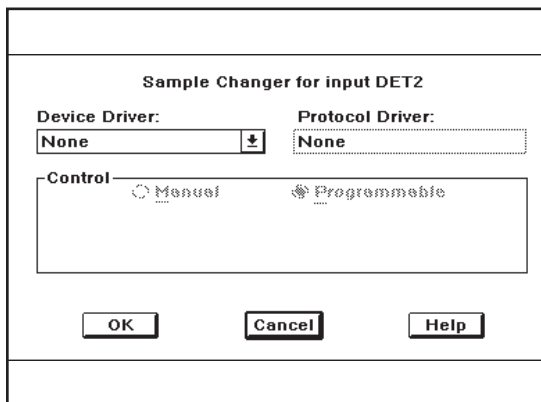 Sample Changer for input DET2
Device Driver: Protocol Driver:
None None
Control
Manual Programmable
OK Cancel Help